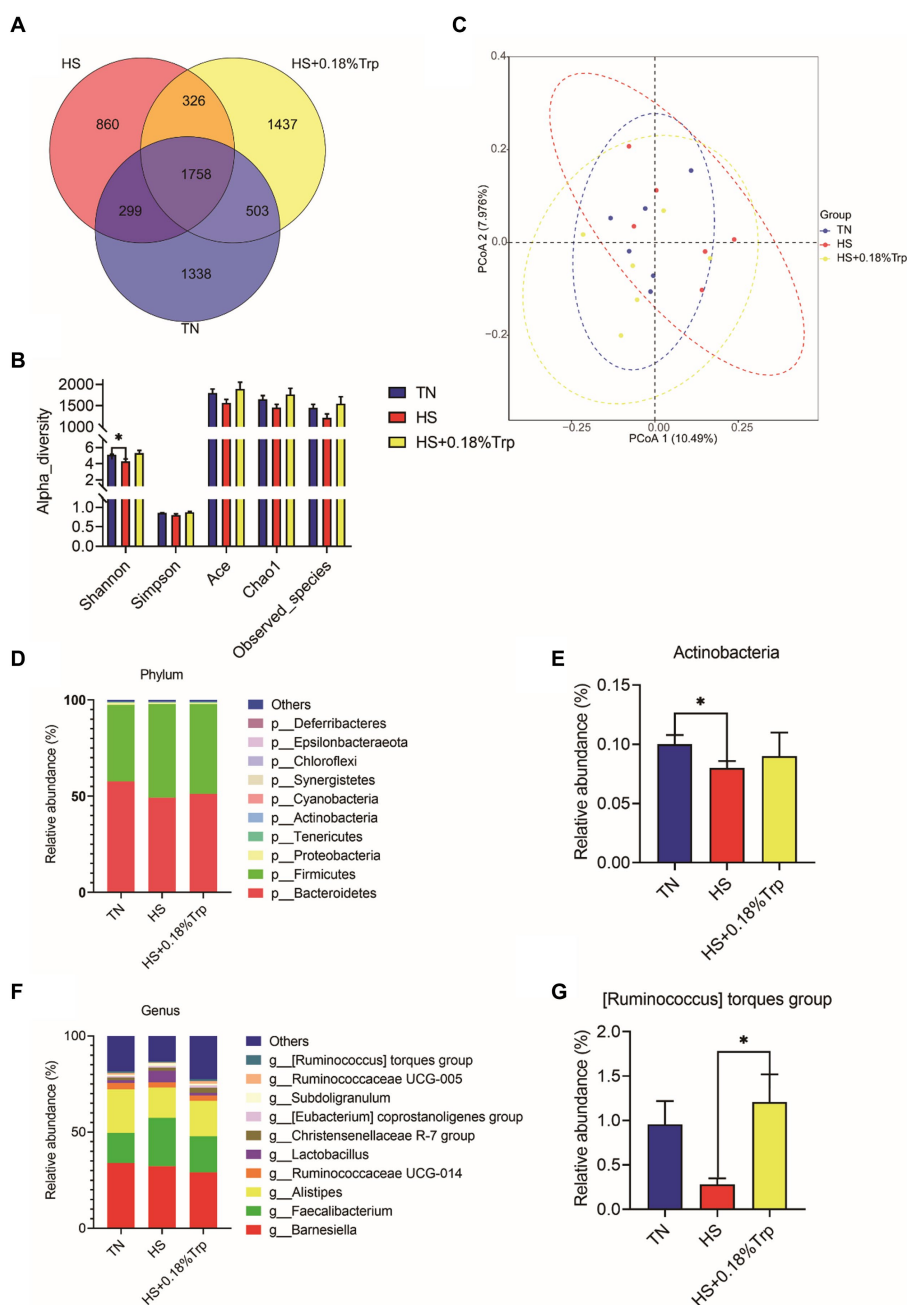 A
HS
HS+0.18%Trp
860
326
1437
1758
299
503
1338
TN
B
Alpha_diversity
2000
1500
1000
6
4
2
1.0
0.5
0.0
*
Shannon
Simpson
Ace
Chao1
Observed_species
TN
HS
HS+0.18%Trp
C
PCoA 2 (7.976%)
0.4
0.2
0.0
−0.2
−0.25
0.00
0.25
PCoA 1 (10.49%)
Group
TN
HS
HS+0.18%Trp
D
Phylum
Relative abundance (%)
100
50
0
TN
HS
HS+0.18%Trp
Others
p__Deferribacteres
p__Epsilonbacteraeota
p__Chloroflexi
p__Synergistetes
p__Cyanobacteria
p__Actinobacteria
p__Tenericutes
p__Proteobacteria
p__Firmicutes
p__Bacteroidetes
E
Actinobacteria
Relative abundance (%)
0.15
0.10
0.05
0.00
*
TN
HS
HS+0.18%Trp
F
Genus
Relative abundance (%)
100
50
0
TN
HS
HS+0.18%Trp
Others
g__[Ruminococcus] torques group
g__Ruminococcaceae UCG-005
g__Subdoligranulum
g__[Eubacterium] coprostanoligenes group
g__Christensenellaceae R-7 group
g__Lactobacillus
g__Ruminococcaceae UCG-014
g__Alistipes
g__Faecalibacterium
g__Barnesiella
G
[Ruminococcus] torques group
Relative abundance (%)
2.0
1.5
1.0
0.5
0.0
*
TN
HS
HS+0.18%Trp